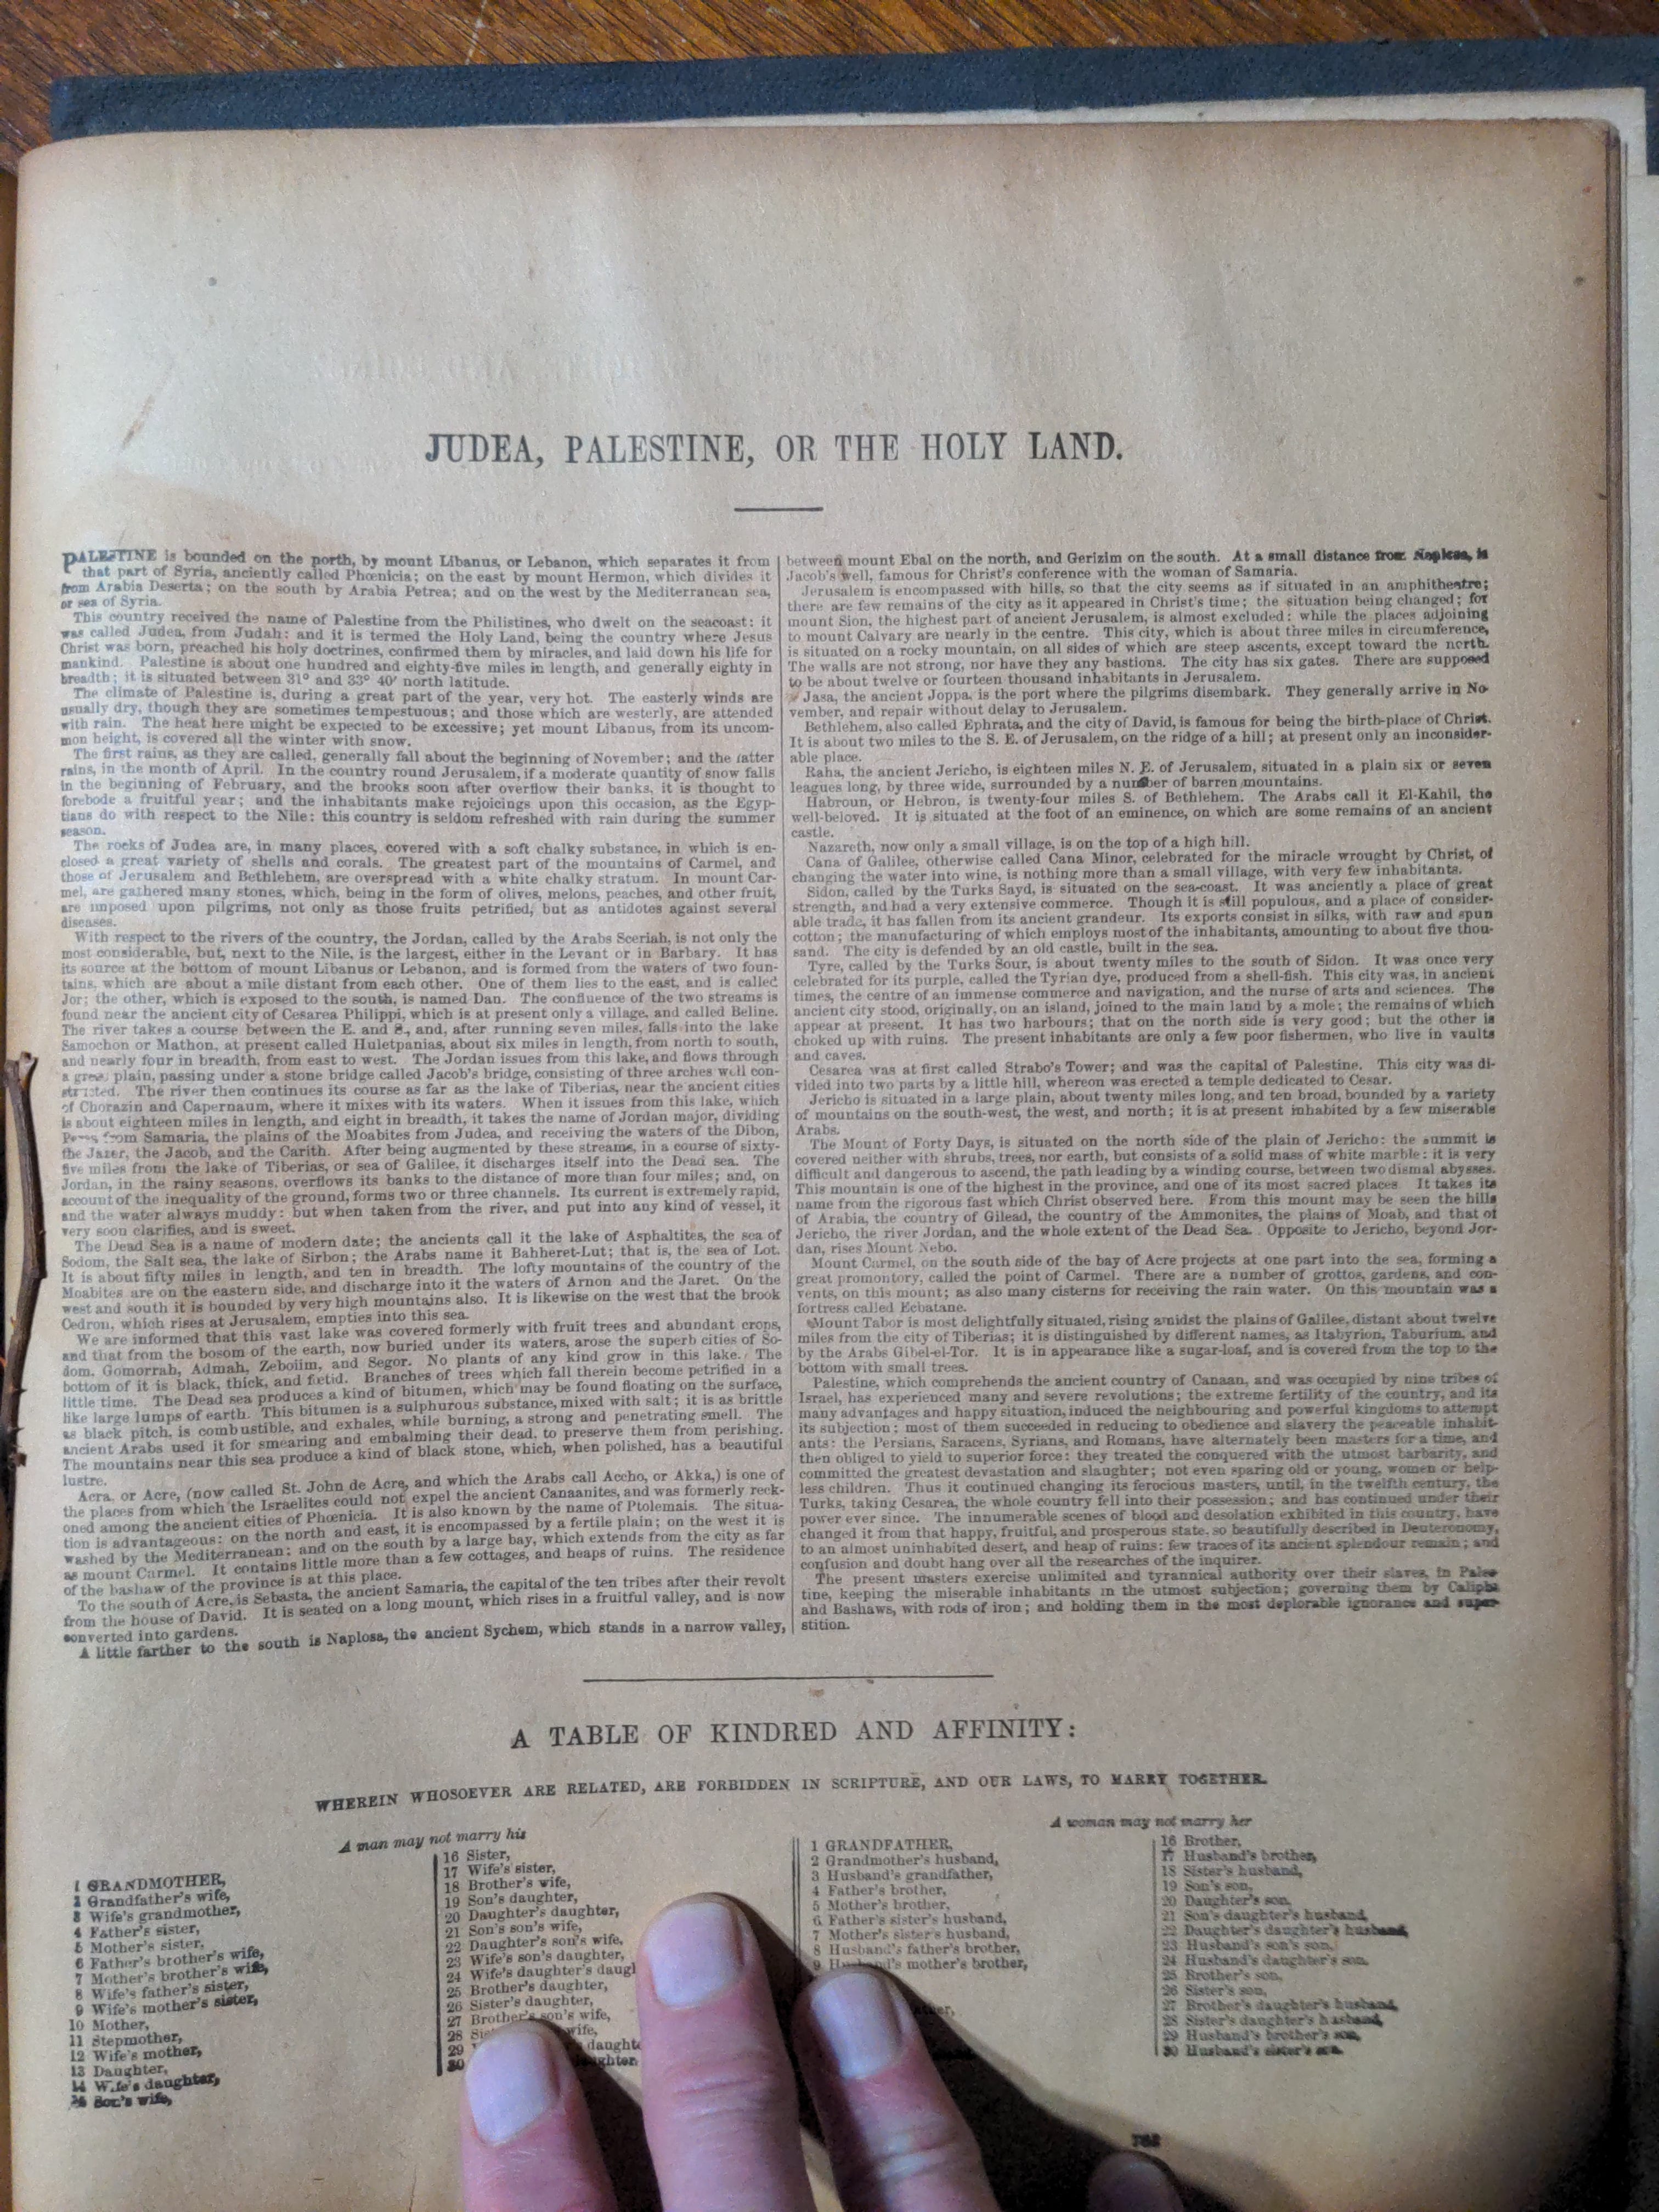 JUDEA, PALESTINE, OR THE HOLY LAND.
PALESTINE is bounded on the north, by mount Libanus, or Lebanon, which separates it from
that part of Syria, anciently called Phœnicia; on the east by mount Hermon, which divides it
from Arabia Deserta; on the south by Arabia Petrea; and on the west by the Mediterranean sea,
or sea of Syria.
This country received the name of Palestine from the Philistines, who dwelt on the seacoast: it
was called Judea, from Judah: and it is termed the Holy Land, being the country where Jesus
Christ was born, preached his holy doctrines, confirmed them by miracles, and laid down his life for
mankind. Palestine is about one hundred and eighty-five miles in length, and generally eighty in
breadth; it is situated between 31° and 33° 40′ north latitude.
The climate of Palestine is, during a great part of the year, very hot. The easterly winds are
usually dry, though they are sometimes tempestuous; and those which are westerly, are attended
with rain. The heat here might be expected to be excessive; yet mount Libanus, from its uncom-
mon height, is covered all the winter with snow.
The first rains, as they are called, generally fall about the beginning of November; and the latter
rains, in the month of April. In the country round Jerusalem, if a moderate quantity of snow falls
in the beginning of February, and the brooks soon after overflow their banks, it is thought to
forebode a fruitful year; and the inhabitants make rejoicings upon this occasion, as the Egyp-
tians do with respect to the Nile: this country is seldom refreshed with rain during the summer
season.
The rocks of Judea are, in many places, covered with a soft chalky substance, in which is en-
closed a great variety of shells and corals. The greatest part of the mountains of Carmel, and
those of Jerusalem and Bethlehem, are overspread with a white chalky stratum. In mount Car-
mel, are gathered many stones, which, being in the form of olives, melons, peaches, and other fruit,
are imposed upon pilgrims, not only as those fruits petrified, but as antidotes against several
diseases.
With respect to the rivers of the country, the Jordan, called by the Arabs Sceriah, is not only the
most considerable, but, next to the Nile, is the largest, either in the Levant or in Barbary. It has
its source at the bottom of mount Libanus or Lebanon, and is formed from the waters of two foun-
tains, which are about a mile distant from each other. One of them lies to the east, and is called
Jor; the other, which is exposed to the south, is named Dan. The confluence of the two streams is
found near the ancient city of Cesarea Philippi, which is at present only a village, and called Beline.
The river takes a course between the E. and S., and, after running seven miles, falls into the lake
Samochon or Mathon, at present called Huletpanias, about six miles in length, from north to south,
and nearly four in breadth, from east to west. The Jordan issues from this lake, and flows through
a great plain, passing under a stone bridge called Jacob's bridge, consisting of three arches well con-
structed. The river then continues its course as far as the lake of Tiberias, near the ancient cities
of Chorazin and Capernaum, where it mixes with its waters. When it issues from this lake, which
is about eighteen miles in length, and eight in breadth, it takes the name of Jordan major, dividing
from Samaria, the plains of the Moabites from Judea, and receiving the waters of the Dibon,
the Jazer, the Jacob, and the Carith. After being augmented by these streams, in a course of sixty-
five miles from the lake of Tiberias, or sea of Galilee, it discharges itself into the Dead sea. The
Jordan, in the rainy seasons, overflows its banks to the distance of more than four miles; and, on
account of the inequality of the ground, forms two or three channels. Its current is extremely rapid,
and the water always muddy: but when taken from the river, and put into any kind of vessel, it
very soon clarifies, and is sweet.
The Dead Sea is a name of modern date; the ancients call it the lake of Asphaltites, the sea of
Sodom, the Salt sea, the lake of Sirbon; the Arabs name it Bahheret-Lut; that is, the sea of Lot.
It is about fifty miles in length, and ten in breadth. The lofty mountains of the country of the
Moabites are on the eastern side, and discharge into it the waters of Arnon and the Jaret. On the
west and south it is bounded by very high mountains also. It is likewise on the west that the brook
Cedron, which rises at Jerusalem, empties into this sea.
We are informed that this vast lake was covered formerly with fruit trees and abundant crops,
and that from the bosom of the earth, now buried under its waters, arose the superb cities of So-
dom, Gomorrah, Admah, Zeboiim, and Segor. No plants of any kind grow in this lake. The
bottom of it is black, thick, and fœtid. Branches of trees which fall therein become petrified in a
little time. The Dead sea produces a kind of bitumen, which may be found floating on the surface,
like large lumps of earth. This bitumen is a sulphurous substance, mixed with salt; it is as brittle
as black pitch, is combustible, and exhales, while burning, a strong and penetrating smell. The
ancient Arabs used it for smearing and embalming their dead, to preserve them from perishing.
The mountains near this sea produce a kind of black stone, which, when polished, has a beautiful
lustre.
Acra, or Acre, (now called St. John de Acre, and which the Arabs call Accho, or Akka,) is one of
the places from which the Israelites could not expel the ancient Canaanites, and was formerly reck-
oned among the ancient cities of Phœnicia. It is also known by the name of Ptolemais. The situa-
tion is advantageous: on the north and east, it is encompassed by a fertile plain; on the west it is
washed by the Mediterranean; and on the south by a large bay, which extends from the city as far
as mount Carmel. It contains little more than a few cottages, and heaps of ruins. The residence
of the bashaw of the province is at this place.
To the south of Acre, is Sebasta, the ancient Samaria, the capital of the ten tribes after their revolt
from the house of David. It is seated on a long mount, which rises in a fruitful valley, and is now
converted into gardens.
A little farther to the south is Naplosa, the ancient Sychem, which stands in a narrow valley,
between mount Ebal on the north, and Gerizim on the south. At a small distance from Naplosa, is
Jacob's well, famous for Christ's conference with the woman of Samaria.
Jerusalem is encompassed with hills, so that the city seems as if situated in an amphitheatre;
there are few remains of the city as it appeared in Christ's time; the situation being changed; for
mount Sion, the highest part of ancient Jerusalem, is almost excluded: while the places adjoining
to mount Calvary are nearly in the centre. This city, which is about three miles in circumference,
is situated on a rocky mountain, on all sides of which are steep ascents, except toward the north.
The walls are not strong, nor have they any bastions. The city has six gates. There are supposed
to be about twelve or fourteen thousand inhabitants in Jerusalem.
Jasa, the ancient Joppa, is the port where the pilgrims disembark. They generally arrive in No-
vember, and repair without delay to Jerusalem.
Bethlehem, also called Ephrata, and the city of David, is famous for being the birth-place of Christ.
It is about two miles to the S. E. of Jerusalem, on the ridge of a hill; at present only an inconsider-
able place.
Raha, the ancient Jericho, is eighteen miles N. E. of Jerusalem, situated in a plain six or seven
leagues long, by three wide, surrounded by a number of barren mountains.
Habroun, or Hebron, is twenty-four miles S. of Bethlehem. The Arabs call it El-Kahil, the
well-beloved. It is situated at the foot of an eminence, on which are some remains of an ancient
castle.
Nazareth, now only a small village, is on the top of a high hill.
Cana of Galilee, otherwise called Cana Minor, celebrated for the miracle wrought by Christ, of
changing the water into wine, is nothing more than a small village, with very few inhabitants.
Sidon, called by the Turks Sayd, is situated on the sea-coast. It was anciently a place of great
strength, and had a very extensive commerce. Though it is still populous, and a place of consider-
able trade, it has fallen from its ancient grandeur. Its exports consist in silks, with raw and spun
cotton; the manufacturing of which employs most of the inhabitants, amounting to about five thou-
sand. The city is defended by an old castle, built in the sea.
Tyre, called by the Turks Sour, is about twenty miles to the south of Sidon. It was once very
celebrated for its purple, called the Tyrian dye, produced from a shell-fish. This city was, in ancient
times, the centre of an immense commerce and navigation, and the nurse of arts and sciences. The
ancient city stood, originally, on an island, joined to the main land by a mole; the remains of which
appear at present. It has two harbours; that on the north side is very good; but the other is
choked up with ruins. The present inhabitants are only a few poor fishermen, who live in vaults
and caves.
Cesarea was at first called Strabo's Tower; and was the capital of Palestine. This city was di-
vided into two parts by a little hill, whereon was erected a temple dedicated to Cesar.
Jericho is situated in a large plain, about twenty miles long, and ten broad, bounded by a variety
of mountains on the south-west, the west, and north; it is at present inhabited by a few miserable
Arabs.
The Mount of Forty Days, is situated on the north side of the plain of Jericho: the summit is
covered neither with shrubs, trees, nor earth, but consists of a solid mass of white marble: it is very
difficult and dangerous to ascend, the path leading by a winding course, between two dismal abysses.
This mountain is one of the highest in the province, and one of its most sacred places. It takes its
name from the rigorous fast which Christ observed here. From this mount may be seen the hills
of Arabia, the country of Gilead, the country of the Ammonites, the plains of Moab, and that of
Jericho, the river Jordan, and the whole extent of the Dead Sea. Opposite to Jericho, beyond Jor-
dan, rises Mount Nebo.
Mount Carmel, on the south side of the bay of Acre projects at one part into the sea, forming a
great promontory, called the point of Carmel. There are a number of grottos, gardens, and con-
vents, on this mount; as also many cisterns for receiving the rain water. On this mountain was a
fortress called Ecbatane.
Mount Tabor is most delightfully situated, rising amidst the plains of Galilee, distant about twelve
miles from the city of Tiberias; it is distinguished by different names, as Itabyrion, Taburium, and
by the Arabs Gibel-el-Tor. It is in appearance like a sugar-loaf, and is covered from the top to the
bottom with small trees.
Palestine, which comprehends the ancient country of Canaan, and was occupied by nine tribes of
Israel, has experienced many and severe revolutions; the extreme fertility of the country, and its
many advantages and happy situation, induced the neighbouring and powerful kingdoms to attempt
its subjection; most of them succeeded in reducing to obedience and slavery the peaceable inhabit-
ants: the Persians, Saracens, Syrians, and Romans, have alternately been masters for a time, and
then obliged to yield to superior force: they treated the conquered with the utmost barbarity, and
committed the greatest devastation and slaughter; not even sparing old or young, women or help-
less children. Thus it continued changing its ferocious masters, until, in the twelfth century, the
Turks, taking Cesarea, the whole country fell into their possession; and has continued under their
power ever since. The innumerable scenes of blood and desolation exhibited in this country, have
changed it from that happy, fruitful, and prosperous state, so beautifully described in Deuteronomy,
to an almost uninhabited desert, and heap of ruins: few traces of its ancient splendour remain; and
confusion and doubt hang over all the researches of the inquirer.
The present masters exercise unlimited and tyrannical authority over their slaves, in Pales-
tine, keeping the miserable inhabitants in the utmost subjection; governing them by Caliphs
and Bashaws, with rods of iron; and holding them in the most deplorable ignorance and super-
stition.
A TABLE OF KINDRED AND AFFINITY:
WHEREIN WHOSOEVER ARE RELATED, ARE FORBIDDEN IN SCRIPTURE, AND OUR LAWS, TO MARRY TOGETHER.
A man may not marry his
1 GRANDMOTHER,
2 Grandfather's wife,
3 Wife's grandmother,
4 Father's sister,
5 Mother's sister,
6 Father's brother's wife,
7 Mother's brother's wife,
8 Wife's father's sister,
9 Wife's mother's sister,
10 Mother,
11 Stepmother,
12 Wife's mother,
13 Daughter,
14 Wife's daughter,
15 Son's wife,
16 Sister,
17 Wife's sister,
18 Brother's wife,
19 Son's daughter,
20 Daughter's daughter,
21 Son's son's wife,
22 Daughter's son's wife,
23 Wife's son's daughter,
24 Wife's daughter's
25 Brother's daughter,
26 Sister's daughter,
27 Brother's son's wife,
28 wife,
29
30
A woman may not marry her
1 GRANDFATHER,
2 Grandmother's husband,
3 Husband's grandfather,
4 Father's brother,
5 Mother's brother,
6 Father's sister's husband,
7 Mother's sister's husband,
8 Husband's father's brother,
9 Husband's mother's brother,
16 Brother,
17 Husband's brother,
18 Sister's husband,
19 Son's son,
20 Daughter's son,
21 Son's daughter's husband,
22 Daughter's daughter's husband,
23 Husband's son's son,
24 Husband's daughter's son,
25 Brother's son,
26 Sister's son,
27 Brother's daughter's husband,
28 Sister's daughter's husband,
29 Husband's brother's son,
30 Husband's sister's son.